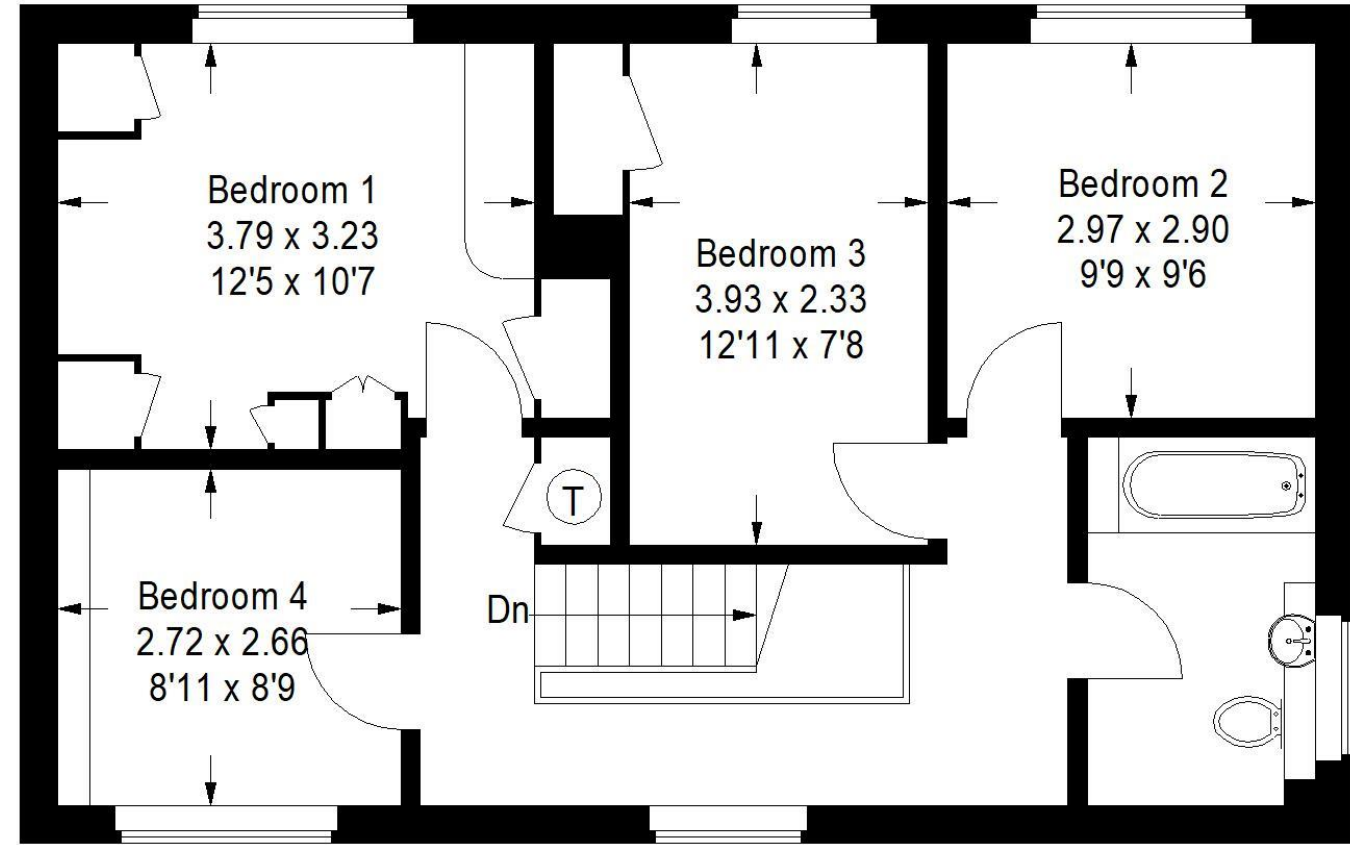 Bedroom 1
3.79 x 3.23
12'5 x 10'7
Bedroom 3
3.93 x 2.33
12'11 x 7'8
Bedroom 2
2.97 x 2.90
9'9 x 9'6
T
Bedroom 4
2.72 x 2.66
8'11 x 8'9
Dn